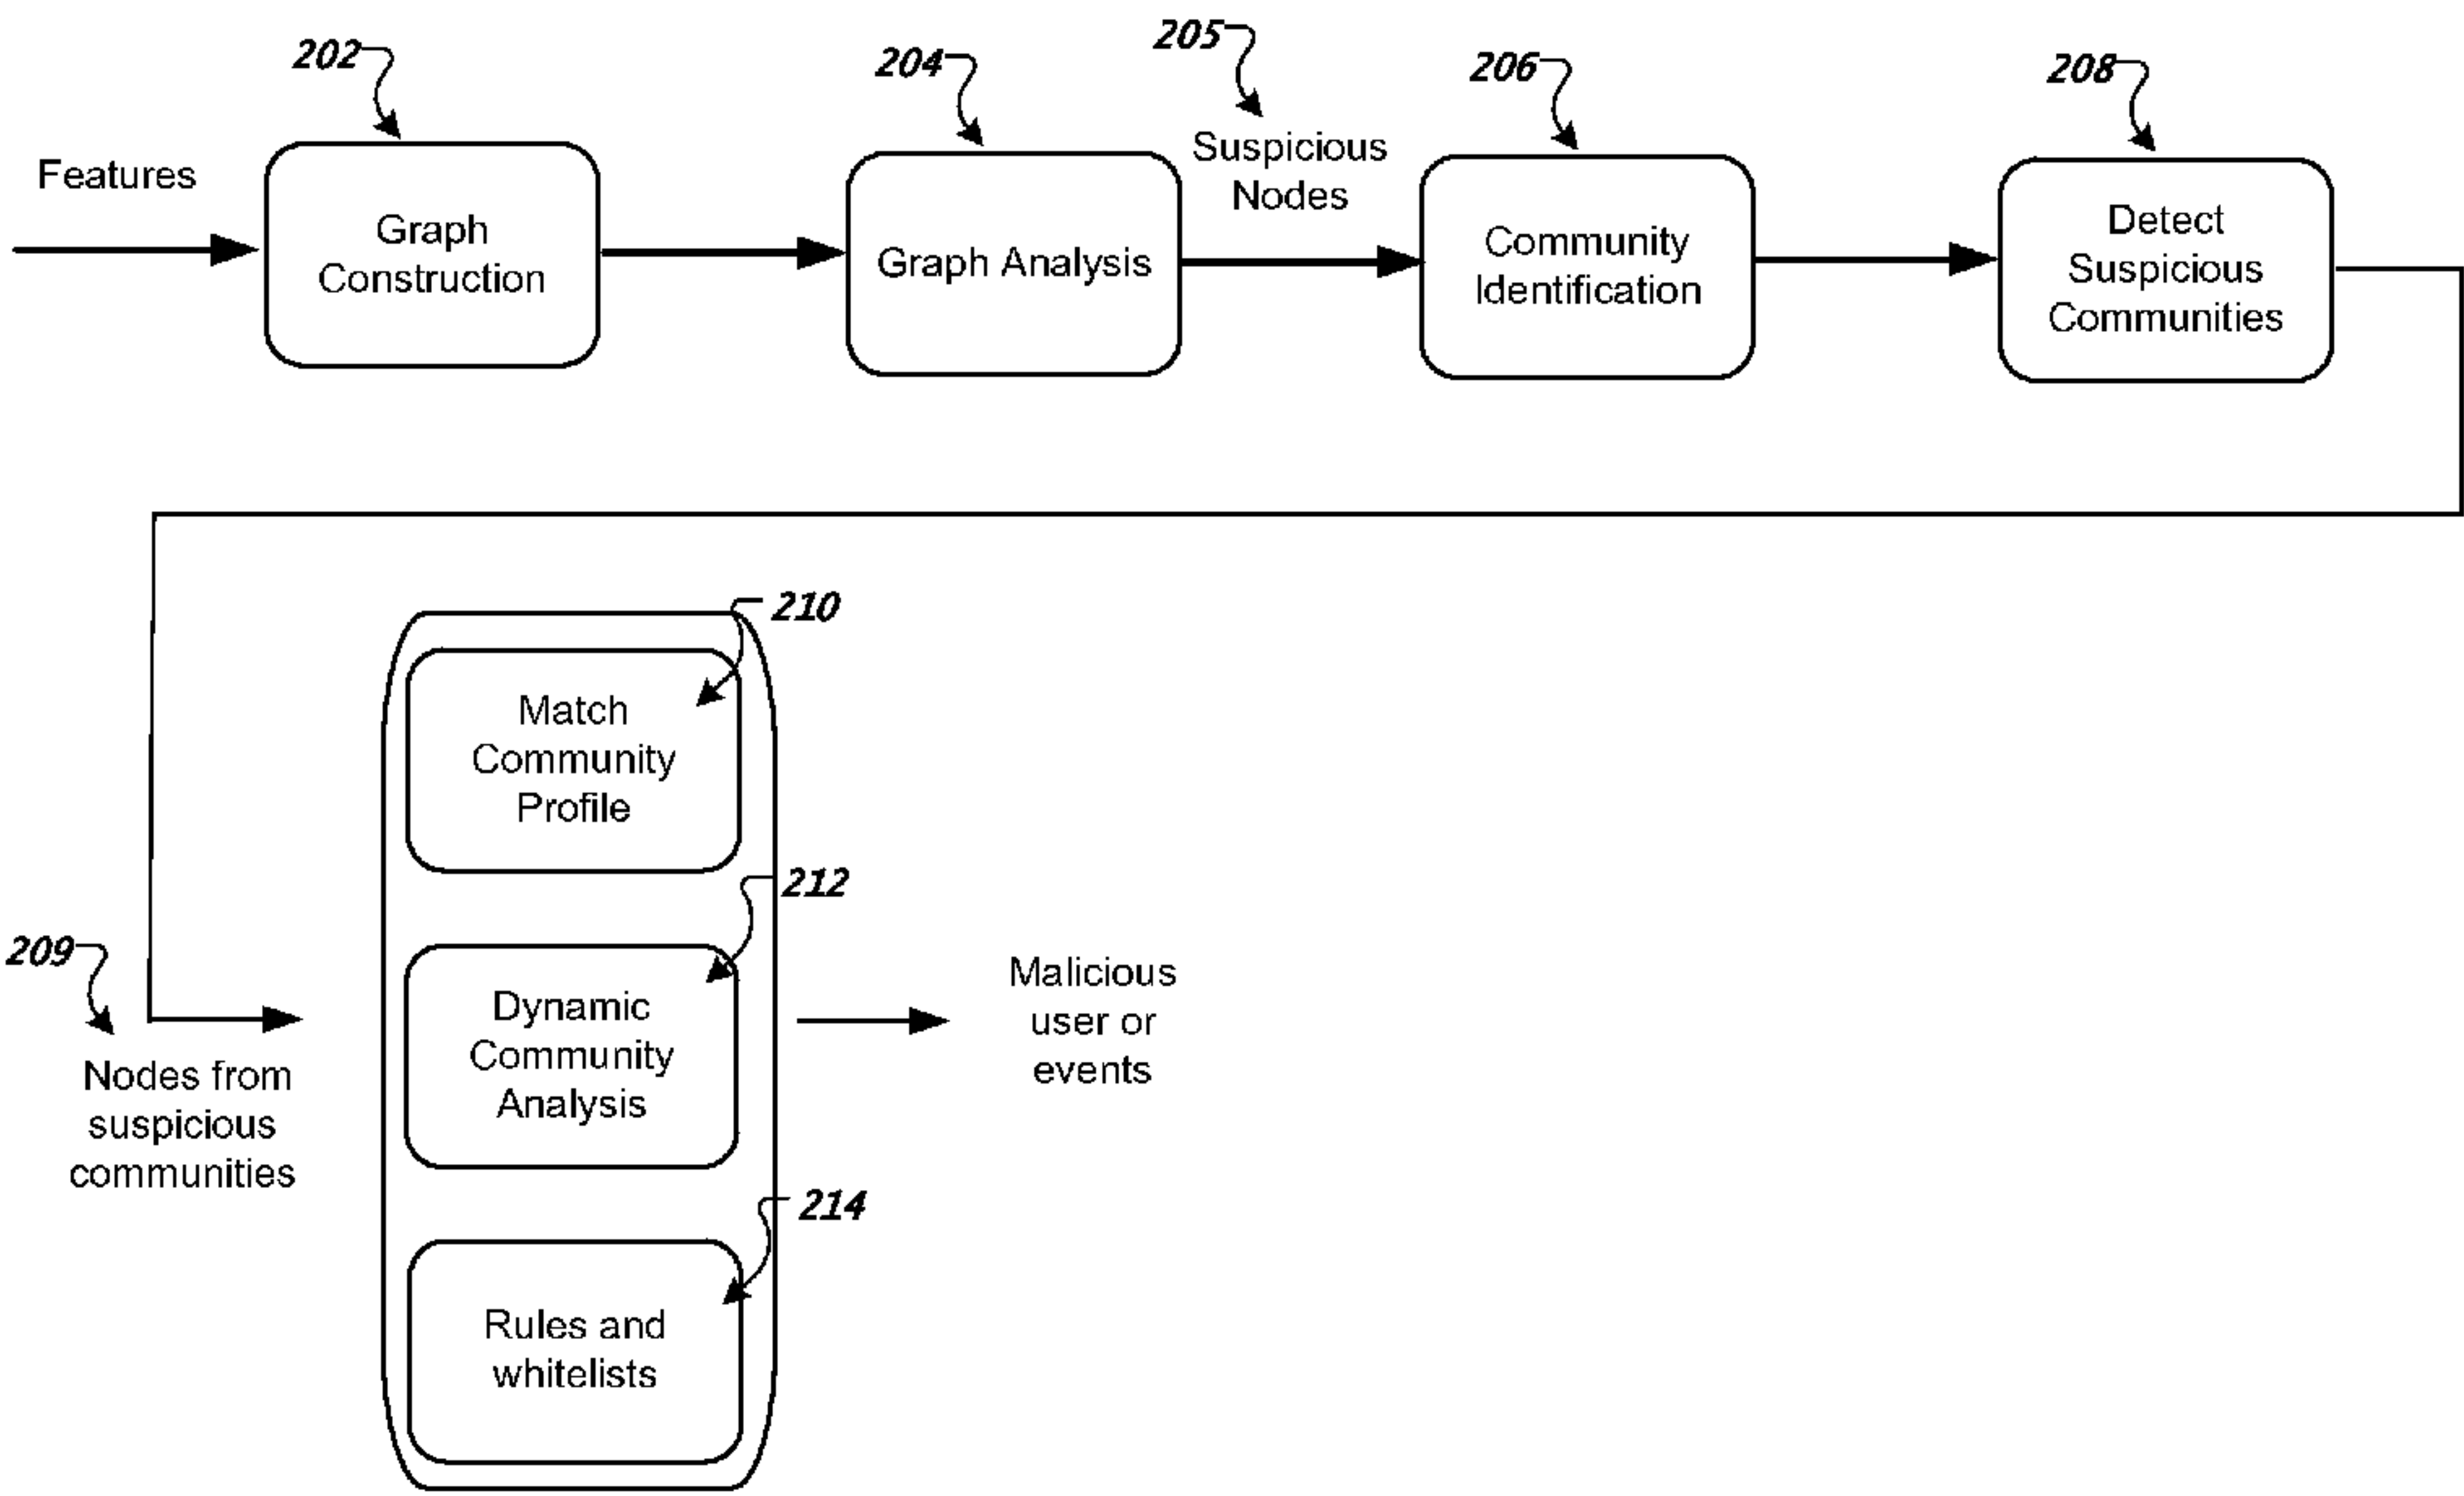 202
204
205
206
208
Features
Graph
Construction
Graph Analysis
Suspicious
Nodes
Community
Identification
Detect
Suspicious
Communities
210
Match
Community
Profile
212
209
Nodes from
suspicious
communities
Dynamic
Community
Analysis
Malicious
user or
events
214
Rules and
whitelists